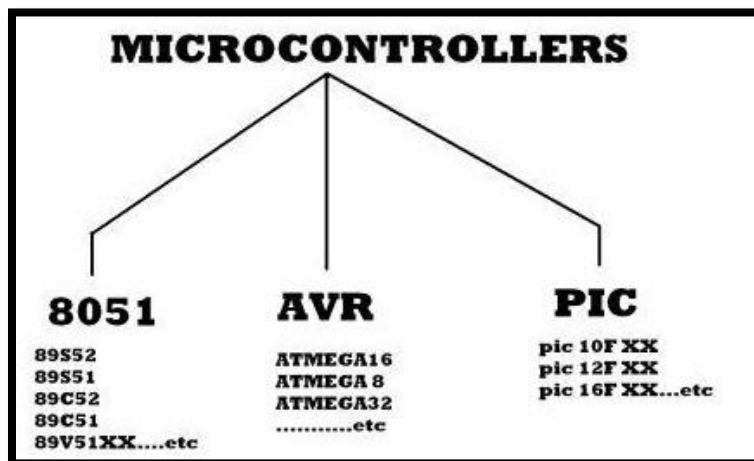 MICROCONTROLLERS
8051
89S52
89S51
89C52
89C51
89V51XX....etc
AVR
ATMEGA16
ATMEGA 8
ATMEGA32
...........etc
PIC
pic 10F XX
pic 12F XX
pic 16F XX...etc